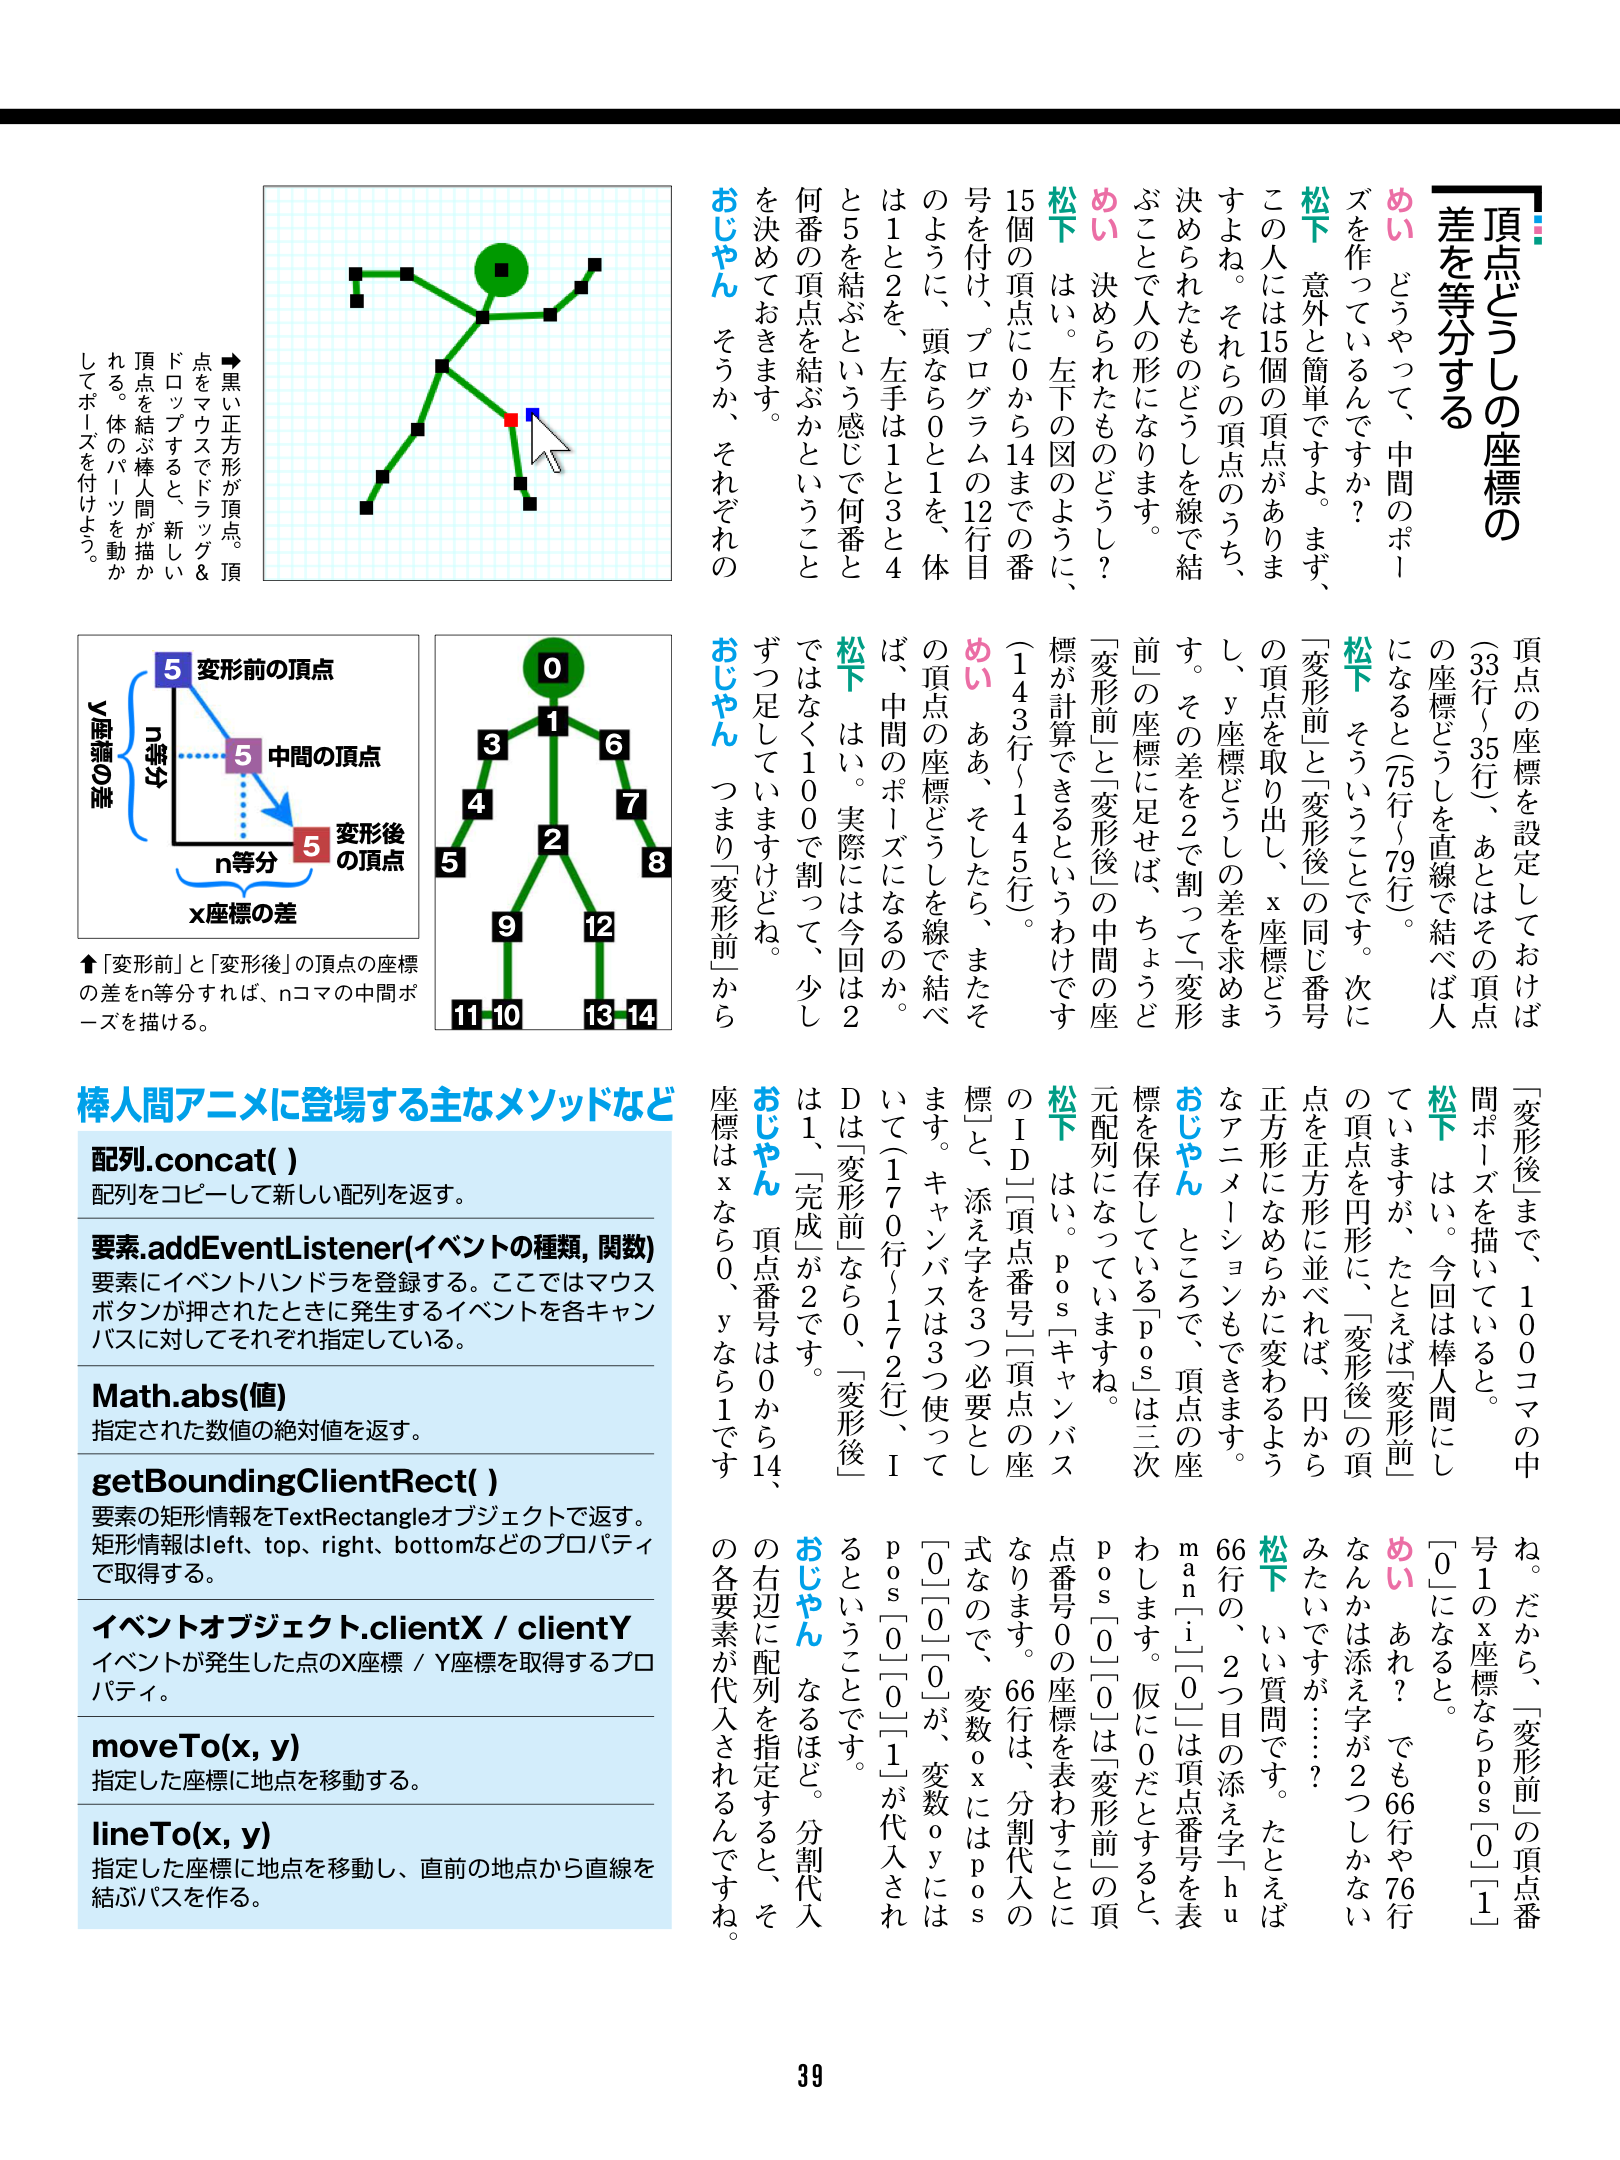 頂点どうしの座標の
差を等分する
めい　どうやって、中間のポー
ズを作っているんですか？
松下　意外と簡単ですよ。まず、
この人には15個の頂点がありま
すよね。それらの頂点のうち、
決められたものどうしを線で結
ぶことで人の形になります。
めい　決められたものどうし？
松下　はい。左下の図のように、
15個の頂点に0から14までの番
号を付け、プログラムの12行目
のように、頭なら0と1を、体
は1と2を、左手は1と3と4
と5を結ぶという感じで何番と
何番の頂点を結ぶかということ
を決めておきます。
おじゃん　そうか、それぞれの
頂点の座標を設定しておけば
（33行〜35行）、あとはその頂点
の座標どうしを直線で結べば人
になると（75行〜79行）。
松下　そういうことです。次に
「変形前」と「変形後」の同じ番号
の頂点を取り出し、x座標どう
し、y座標どうしの差を求めま
す。その差を2で割って「変形
前」の座標に足せば、ちょうど
「変形前」と「変形後」の中間の座
標が計算できるというわけです
（143行〜145行）。
めい　ああ、そしたら、またそ
の頂点の座標どうしを線で結べ
ば、中間のポーズになるのか。
松下　はい。実際には今回は2
ではなく100で割って、少し
ずつ足していますけどね。
おじゃん　つまり「変形前」から
「変形後」まで、100コマの中
間ポーズを描いていると。
松下　はい。今回は棒人間にし
ていますが、たとえば「変形前」
の頂点を円形に、「変形後」の頂
点を正方形に並べれば、円から
正方形になめらかに変わるよう
なアニメーションもできます。
おじゃん　ところで、頂点の座
標を保存している「pos」は三次
元配列になっていますね。
松下　はい。pos[キャンバス
のID][頂点番号][頂点の座
標]と、添え字を3つ必要とし
ます。キャンバスは3つ使って
いて（170行〜172行）、I
Dは「変形前」なら0、「変形後」
は1、「完成」が2です。
おじゃん　頂点番号は0から14、
座標はxなら0、yなら1です
ね。だから、「変形前」の頂点番
号1のx座標ならpos[0][1]
[0]になると。
めい　あれ？　でも66行や76行
なんかは添え字が2つしかない
みたいですが……？
松下　いい質問です。たとえば
66行の、2つ目の添え字「hu
man[i][0]」は頂点番号を表
わします。仮に0だとすると、
pos[0][0]は「変形前」の頂
点番号0の座標を表わすことに
なります。66行は、分割代入の
式なので、変数oxにはpos
[0][0][0]が、変数oyには
pos[0][0][1]が代入され
るということです。
おじゃん　なるほど。分割代入
の右辺に配列を指定すると、そ
の各要素が代入されるんですね。
➡黒い正方形が頂点。頂
点をマウスでドラッグ&
ドロップすると、新しい
頂点を結ぶ棒人間が描か
れる。体のパーツを動か
してポーズを付けよう。
5 変形前の頂点
y座標の差
n等分
5 中間の頂点
5 変形後
の頂点
n等分
x座標の差
⬆「変形前」と「変形後」の頂点の座標
の差をn等分すれば、nコマの中間ポ
ーズを描ける。
0
1
3 6
4 7
2
5 8
9 12
11 10 13 14
棒人間アニメに登場する主なメソッドなど
配列.concat( )
配列をコピーして新しい配列を返す。
要素.addEventListener(イベントの種類, 関数)
要素にイベントハンドラを登録する。ここではマウス
ボタンが押されたときに発生するイベントを各キャン
バスに対してそれぞれ指定している。
Math.abs(値)
指定された数値の絶対値を返す。
getBoundingClientRect( )
要素の矩形情報をTextRectangleオブジェクトで返す。
矩形情報はleft、top、right、bottomなどのプロパティ
で取得する。
イベントオブジェクト.clientX / clientY
イベントが発生した点のX座標 / Y座標を取得するプロ
パティ。
moveTo(x, y)
指定した座標に地点を移動する。
lineTo(x, y)
指定した座標に地点を移動し、直前の地点から直線を
結ぶパスを作る。
39